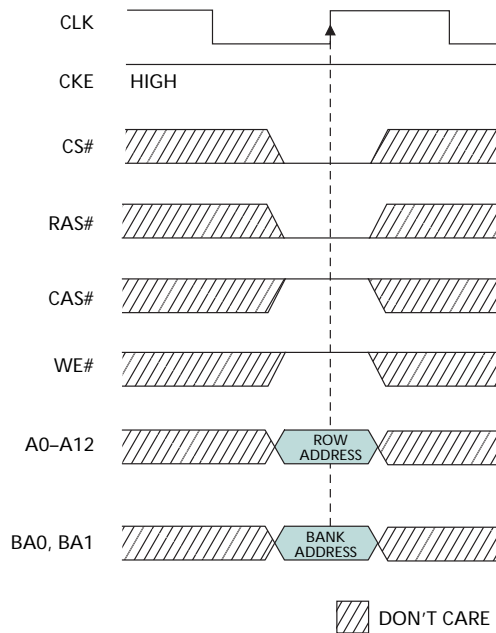 CLK
CKE HIGH
CS#
RAS#
CAS#
WE#
A0–A12 ROW
ADDRESS
BA0, BA1 BANK
ADDRESS
DON'T CARE